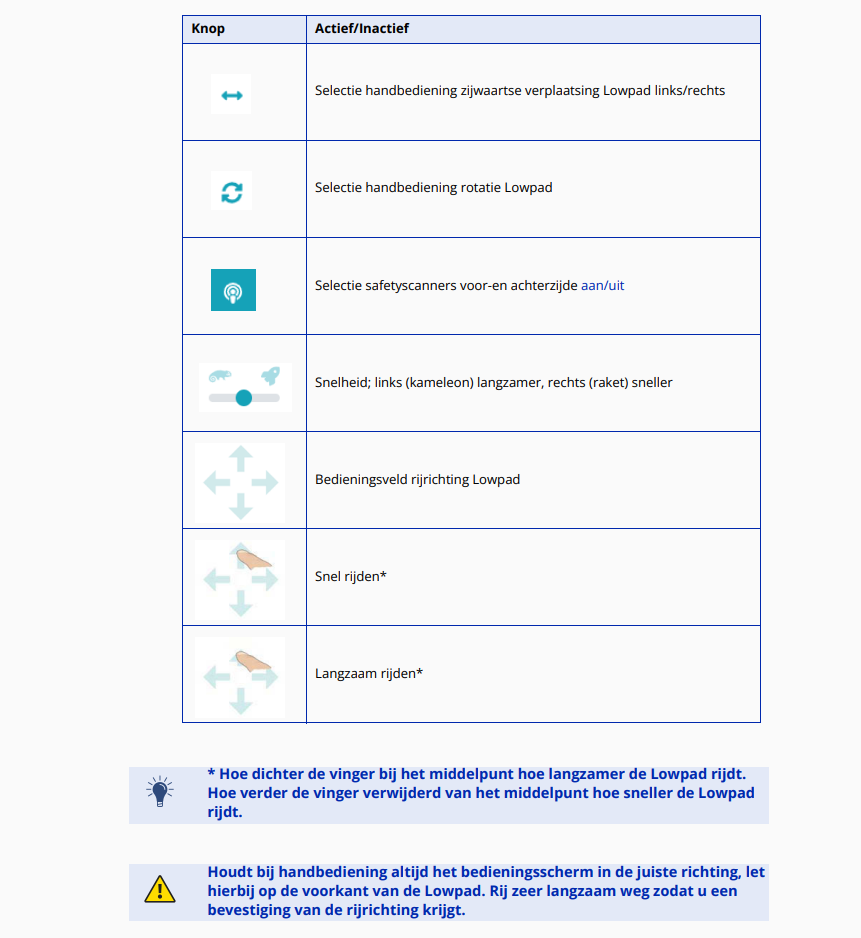 Knop Actief/Inactief
Selectie handbediening zijwaartse verplaatsing Lowpad links/rechts
Selectie handbediening rotatie Lowpad
Selectie safetyscanners voor-en achterzijde aan/uit
Snelheid; links (kameleon) langzamer, rechts (raket) sneller
Bedieningsveld rijrichting Lowpad
Snel rijden*
Langzaam rijden*
* Hoe dichter de vinger bij het middelpunt hoe langzamer de Lowpad rijdt.
Hoe verder de vinger verwijderd van het middelpunt hoe sneller de Lowpad
rijdt.
Houdt bij handbediening altijd het bedieningsscherm in de juiste richting, let
hierbij op de voorkant van de Lowpad. Rij zeer langzaam weg zodat u een
bevestiging van de rijrichting krijgt.